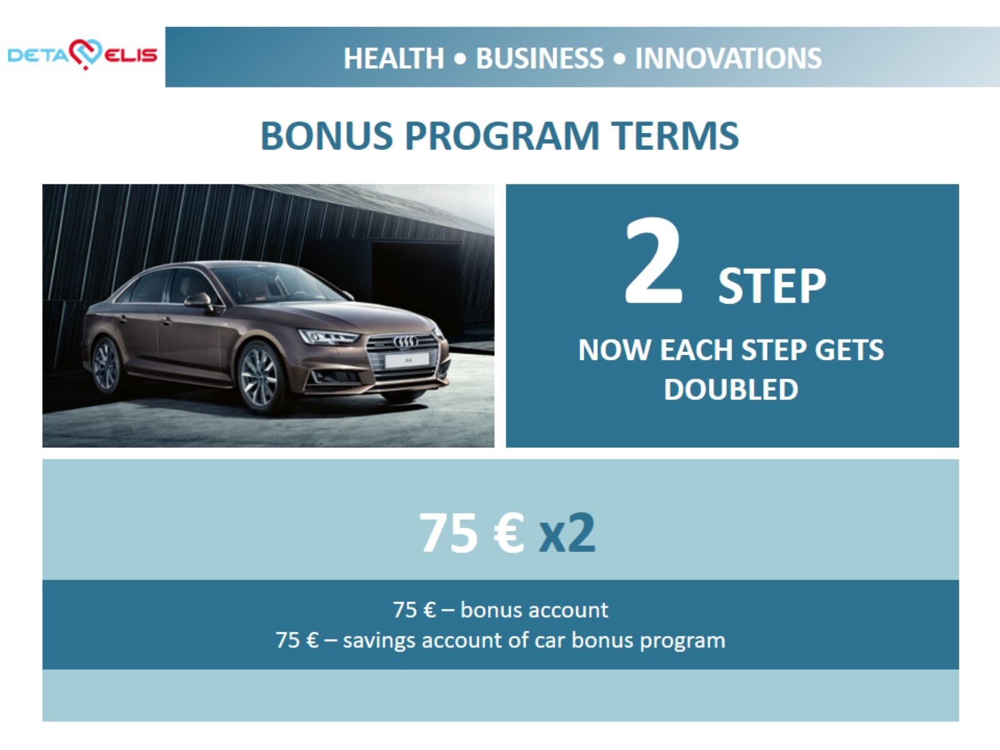 DETA ELIS
HEALTH • BUSINESS • INNOVATIONS
BONUS PROGRAM TERMS
2 STEP
NOW EACH STEP GETS
DOUBLED
A4
75 € x2
75 € – bonus account
75 € – savings account of car bonus program